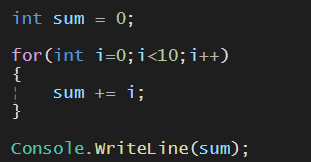 int sum = 0;
for(int i=0;i<10;i++)
{
    sum += i;
}
Console.WriteLine(sum);